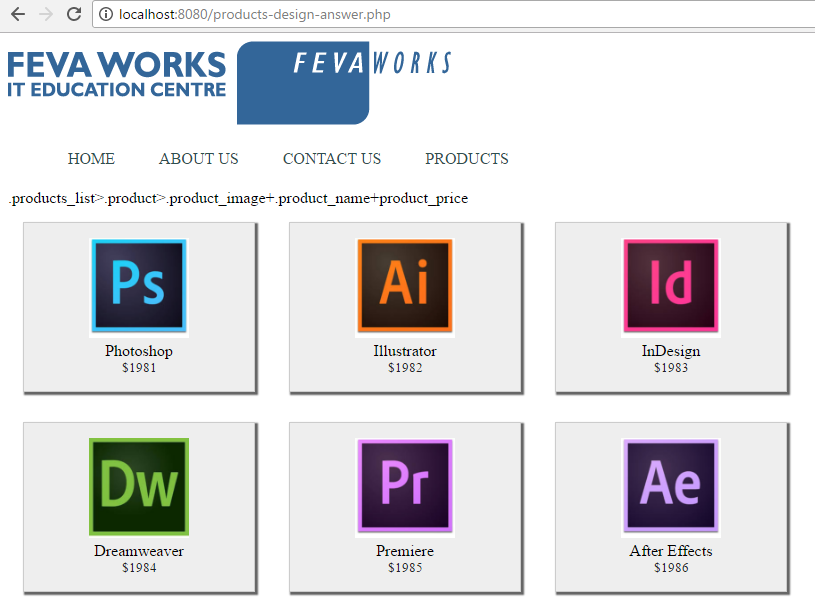 localhost:8080/products-design-answer.php
FEVA WORKS
IT EDUCATION CENTRE
FEVAWORKS
HOME ABOUT US CONTACT US PRODUCTS
.products_list>.product>.product_image+.product_name+product_price
Ps Ai Id
Photoshop Illustrator InDesign
$1981 $1982 $1983
Dw Pr Ae
Dreamweaver Premiere After Effects
$1984 $1985 $1986